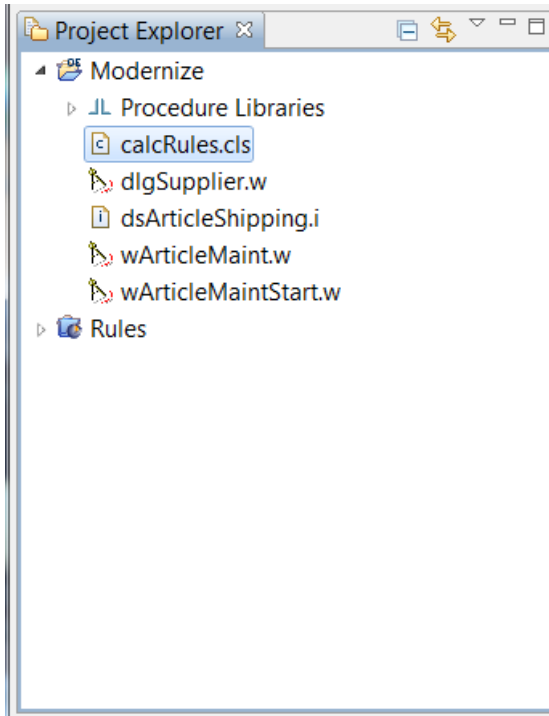 Project Explorer
Modernize
Procedure Libraries
calcRules.cls
dlgSupplier.w
dsArticleShipping.i
wArticleMaint.w
wArticleMaintStart.w
Rules